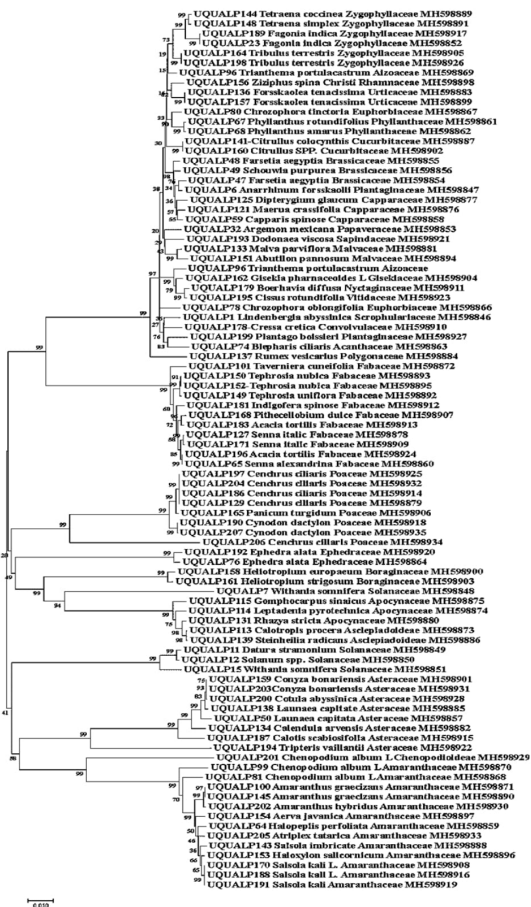 UQUALP144 Tetraena coccinea Zygophyllaceae MH598889
UQUALP148 Tetraena simplex Zygophyllaceae MH598891
UQUALP189 Fagonia indica Zygophyllaceae MH598917
UQUALP23 Fagonia indica Zygophyllaceae MH598852
UQUALP164 Tribulus terrestris Zygophyllaceae MH598905
UQUALP198 Tribulus terrestris Zygophyllaceae MH598926
UQUALP96 Trianthema portulacastrum Aizoaceae MH598869
UQUALP156 Ziziphus spina Christi Rhamnaceae MH598898
UQUALP136 Forsskaolea tenacissima Urticaceae MH598883
UQUALP157 Forsskaolea tenacissima Urticaceae MH598899
UQUALP80 Chrozophora tinctoria Euphorbiaceae MH598867
UQUALP67 Phyllanthus rotundifolius Phyllanthaceae MH598861
UQUALP68 Phyllanthus amarus Phyllanthaceae MH598862
UQUALP141-Citrullus colocynthis Cucurbitaceae MH598887
UQUALP160 Citrullus SPP. Cucurbitaceae MH598902
UQUALP48 Farsetia aegyptia Brassicaceae MH598855
UQUALP49 Schouwia purpurea Brassicaceae MH598856
UQUALP47 Farsetia aegyptia Brassicaceae MH598854
UQUALP6 Anarrhinum forsskaolii Plantaginaceae MH598847
UQUALP125 Dipterygium glaucum Capparaceae MH598877
UQUALP121 Maerua crassifolia Capparaceae MH598876
UQUALP59 Capparis spinose Capparaceae MH598858
UQUALP32 Argemon mexicana Papaveraceae MH598853
UQUALP193 Dodonaea viscosa Sapindaceae MH598921
UQUALP133 Malva parviflora Malvaceae MH598881
UQUALP151 Abutilon pannosum Malvaceae MH598894
UQUALP96 Trianthema portulacastrum Aizoaceae
UQUALP162 Gisekia pharnaceoides L Gisekiaceae MH598904
UQUALP179 Boerhavia diffusa Nyctaginaceae MH598911
UQUALP195 Cissus rotundifolia Vitidaceae MH598923
UQUALP78 Chrozophora oblongifolia Euphorbiaceae MH598866
UQUALP1 Lindenbergia abyssinica Scrophulariaceae MH598846
UQUALP178-Cressa cretica Convolvulaceae MH598910
UQUALP199 Plantago boissieri Plantaginaceae MH598927
UQUALP74 Blepharis ciliaris Acanthaceae MH598863
UQUALP137 Rumex vesicarius Polygonaceae MH598884
UQUALP101 Taverniera cuneifolia Fabaceae MH598872
UQUALP150 Tephrosia nubica Fabaceae MH598893
UQUALP152-Tephrosia nubica Fabaceae MH598895
UQUALP149 Tephrosia uniflora Fabaceae MH598892
UQUALP181 Indigofera spinose Fabaceae MH598912
UQUALP168 Pithecellobium dulce Fabaceae MH598907
UQUALP183 Acacia tortilis Fabaceae MH598913
UQUALP127 Senna italic Fabaceae MH598878
UQUALP171 Senna italic Fabaceae MH598909
UQUALP196 Acacia tortilis Fabaceae MH598924
UQUALP65 Senna alexandrina Fabaceae MH598860
UQUALP197 Cenchrus ciliaris Poaceae MH598925
UQUALP204 Cenchrus ciliaris Poaceae MH598932
UQUALP186 Cenchrus ciliaris Poaceae MH598914
UQUALP129 Cenchrus ciliaris Poaceae MH598879
UQUALP165 Panicum turgidum Poaceae MH598906
UQUALP190 Cynodon dactylon Poaceae MH598918
UQUALP207 Cynodon dactylon Poaceae MH598935
UQUALP206 Cenchrus ciliaris Poaceae MH598934
UQUALP192 Ephedra alata Ephedraceae MH598920
UQUALP76 Ephedra alata Ephedraceae MH598864
UQUALP158 Heliotropium europaeum Boraginaceae MH598900
UQUALP161 Heliotropium strigosum Boraginaceae MH598903
UQUALP7 Withania somnifera Solanaceae MH598848
UQUALP115 Gomphocarpus sinaicus Apocynaceae MH598875
UQUALP114 Leptadenia pyrotechnica Apocynaceae MH598874
UQUALP131 Rhazya stricta Apocynaceae MH598880
UQUALP113 Calotropis procera Asclepiadoideae MH598873
UQUALP139 Steinheilia radicans Asclepiadoideae MH598886
UQUALP11 Datura stramonium Solanaceae MH598849
UQUALP12 Solanum spp. Solanaceae MH598850
UQUALP15 Withania somnifera Solanaceae MH598851
UQUALP159 Conyza bonariensis Asteraceae MH598901
UQUALP203Conyza bonariensis Asteraceae MH598931
UQUALP200 Cotula abyssinica Asteraceae MH598928
UQUALP138 Launaea capitate Asteraceae MH598885
UQUALP50 Launaea capitata Asteraceae MH598857
UQUALP134 Calendula arvensis Asteraceae MH598882
UQUALP187 Calotis scabiosifolia Asteraceae MH598915
UQUALP194 Tripteris vaillantii Asteraceae MH598922
UQUALP201 Chenopodium album L Chenopodioideae MH598929
UQUALP99 Chenopodium album L.Amaranthaceae MH598870
UQUALP81 Chenopodium album L.Amaranthaceae MH598868
UQUALP100 Amaranthus graecizans Amaranthaceae MH598871
UQUALP145 Amaranthus graecizans Amaranthaceae MH598890
UQUALP202 Amaranthus hybridus Amaranthaceae MH598930
UQUALP154 Aerva javanica Amaranthaceae MH598897
UQUALP64 Halopeplis perfoliata Amaranthaceae MH598859
UQUALP205 Atriplex tatarica Amaranthaceae MH598933
UQUALP143 Salsola imbricate Amaranthaceae MH598888
UQUALP153 Haloxylon salicornicum Amaranthaceae MH598896
UQUALP170 Salsola kali L. Amaranthaceae MH598908
UQUALP188 Salsola kali L. Amaranthaceae MH598916
UQUALP191 Salsola kali Amaranthaceae MH598919
0.050